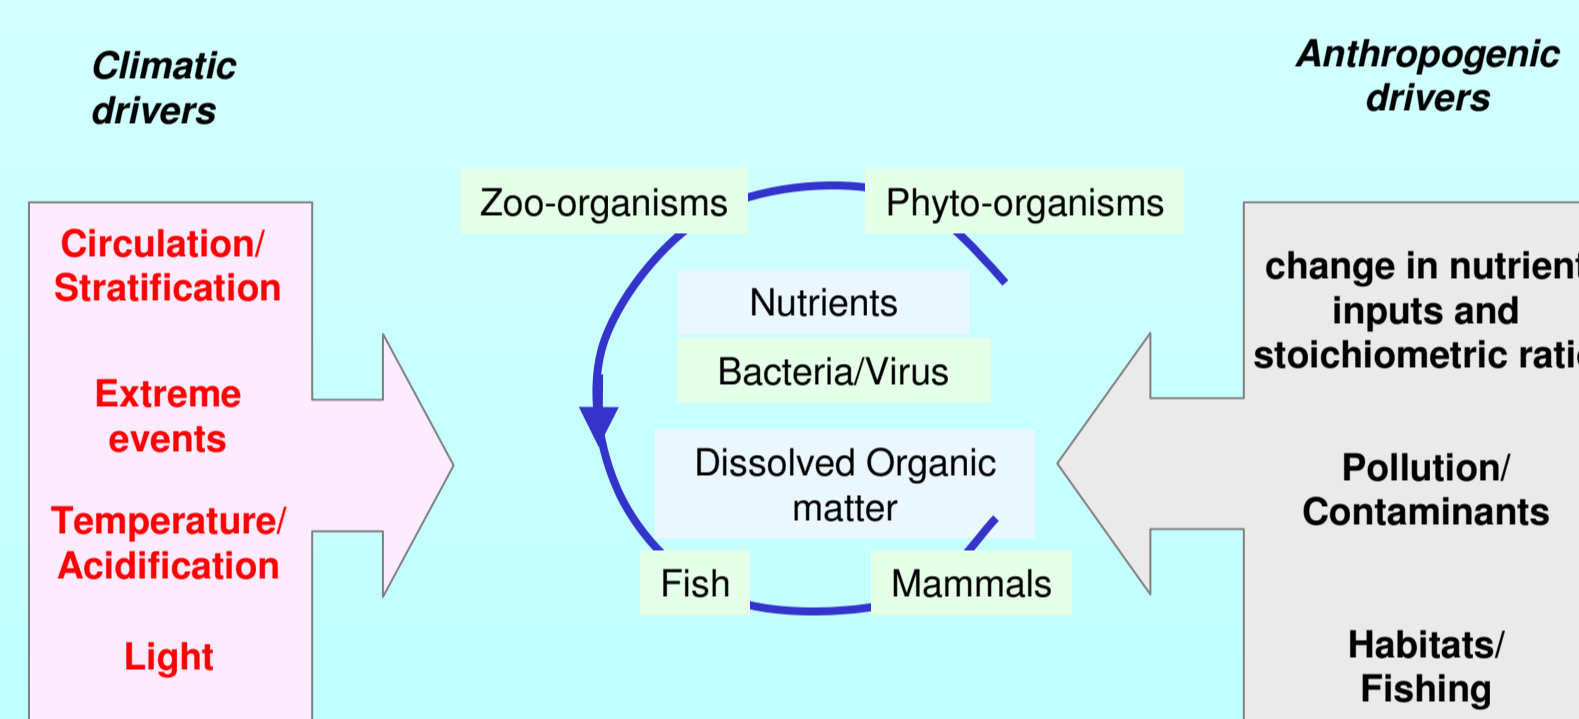 Climatic
drivers
Anthropogenic
drivers
Circulation/
Stratification
Extreme
events
Temperature/
Acidification
Light
Zoo-organisms
Phyto-organisms
Nutrients
Bacteria/Virus
Dissolved Organic
matter
Fish
Mammals
change in nutrient
inputs and
stoichiometric
Pollution/
Contaminants
Habitats/
Fishing